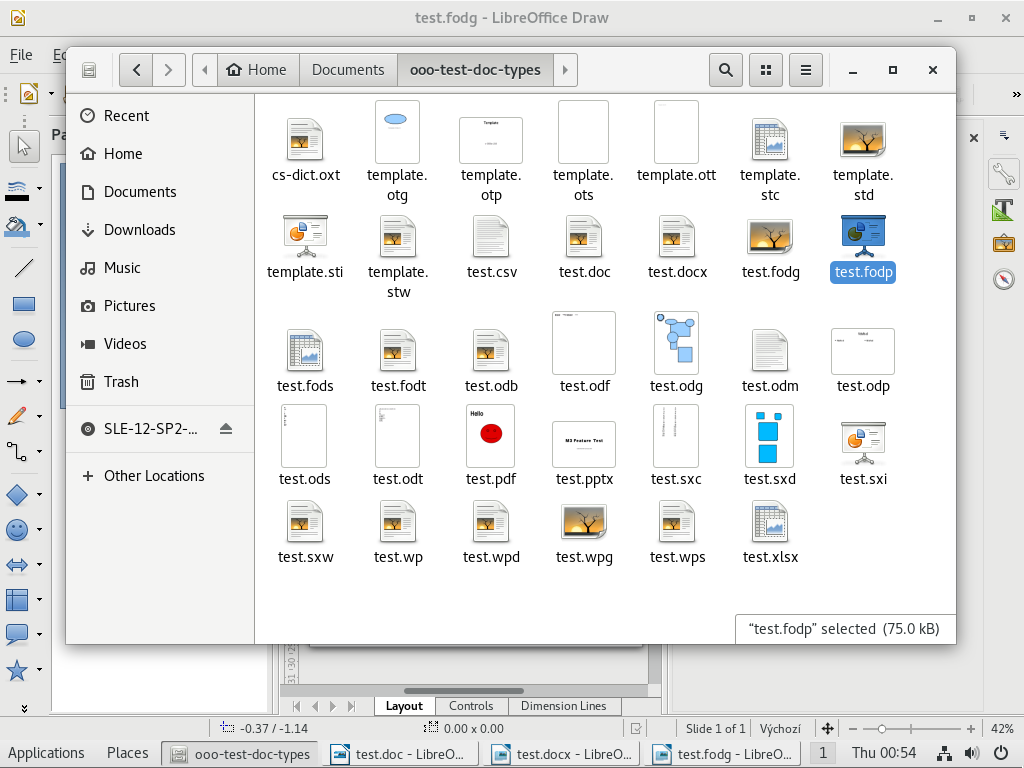 test.fodg - LibreOffice Draw
File
Home
Documents
ooo-test-doc-types
Recent
Home
Documents
Downloads
Music
Pictures
Videos
Trash
SLE-12-SP2-...
Other Locations
cs-dict.oxt
template.
otg
template.
otp
template.
ots
template.ott
template.
stc
template.
std
template.sti
template.
stw
test.csv
test.doc
test.docx
test.fodg
test.fodp
test.fods
test.fodt
test.odb
test.odf
test.odg
test.odm
test.odp
test.ods
test.odt
Hello
test.pdf
M3 Feature Test
test.pptx
test.sxc
test.sxd
test.sxi
test.sxw
test.wp
test.wpd
test.wpg
test.wps
test.xlsx
"test.fodp" selected (75.0 kB)
Layout
Controls
Dimension Lines
-0.37 / -1.14
0.00 x 0.00
Slide 1 of 1
Výchozí
42%
Applications
Places
ooo-test-doc-types
test.doc - LibreO...
test.docx - LibreO...
test.fodg - LibreO...
1
Thu 00:54